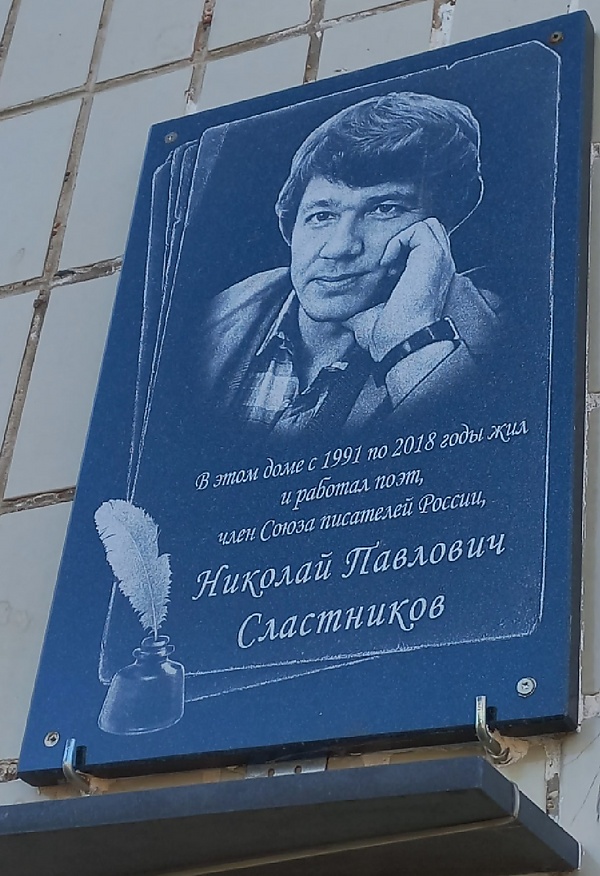 В этом доме с 1991 по 2018 годы жил
и работал поэт,
член Союза писателей России,
Николай Павлович
Сластников